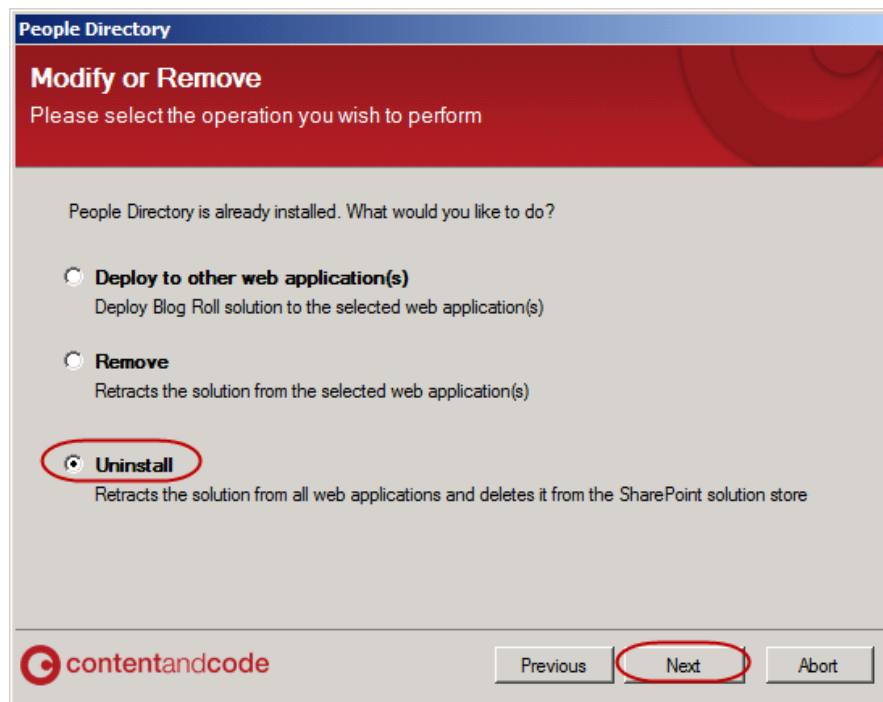 People Directory
Modify or Remove
Please select the operation you wish to perform
People Directory is already installed. What would you like to do?
Deploy to other web application(s)
Deploy Blog Roll solution to the selected web application(s)
Remove
Retracts the solution from the selected web application(s)
Uninstall
Retracts the solution from all web applications and deletes it from the SharePoint solution store
contentandcode
Previous
Next
Abort